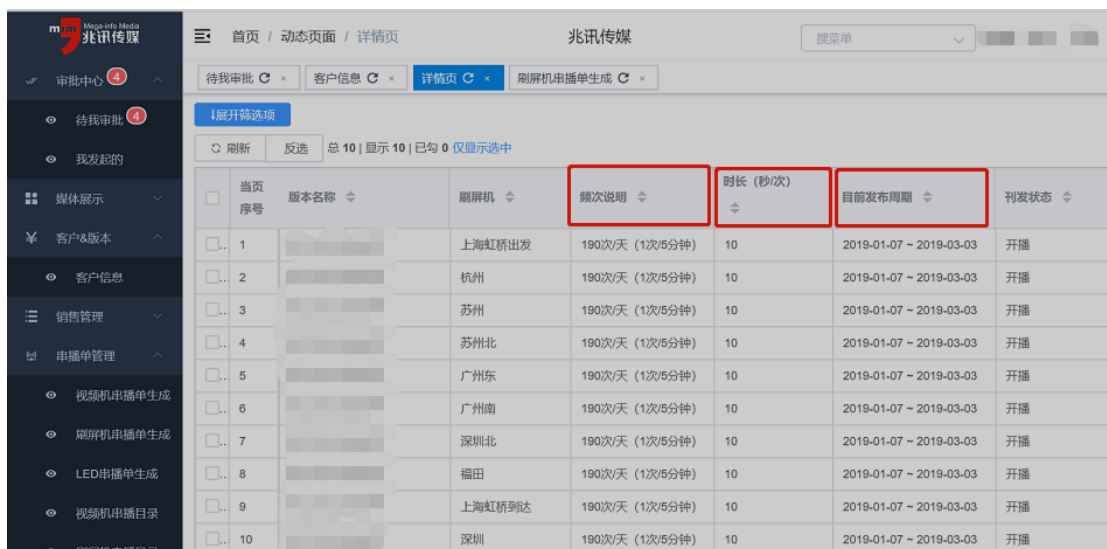 Mega-info Media
兆讯传媒
首页 / 动态页面 / 详情页
兆讯传媒
搜菜单
审批中心 4
待我审批 ×
客户信息 ×
详情页 ×
刷屏机串播单生成 ×
待我审批 4
我发起的
媒体展示
客户&版本
客户信息
销售管理
串播单管理
视频机串播单生成
刷屏机串播单生成
LED串播单生成
视频机串播目录
展开筛选项
刷新 反选 总 10 | 显示 10 | 已勾 0 仅显示选中
当页序号 版本名称 刷屏机 频次说明 时长（秒/次） 目前发布周期 刊发状态
1 上海虹桥出发 190次/天（1次/5分钟） 10 2019-01-07 ~ 2019-03-03 开播
2 杭州 190次/天（1次/5分钟） 10 2019-01-07 ~ 2019-03-03 开播
3 苏州 190次/天（1次/5分钟） 10 2019-01-07 ~ 2019-03-03 开播
4 苏州北 190次/天（1次/5分钟） 10 2019-01-07 ~ 2019-03-03 开播
5 广州东 190次/天（1次/5分钟） 10 2019-01-07 ~ 2019-03-03 开播
6 广州南 190次/天（1次/5分钟） 10 2019-01-07 ~ 2019-03-03 开播
7 深圳北 190次/天（1次/5分钟） 10 2019-01-07 ~ 2019-03-03 开播
8 福田 190次/天（1次/5分钟） 10 2019-01-07 ~ 2019-03-03 开播
9 上海虹桥到达 190次/天（1次/5分钟） 10 2019-01-07 ~ 2019-03-03 开播
10 深圳 190次/天（1次/5分钟） 10 2019-01-07 ~ 2019-03-03 开播